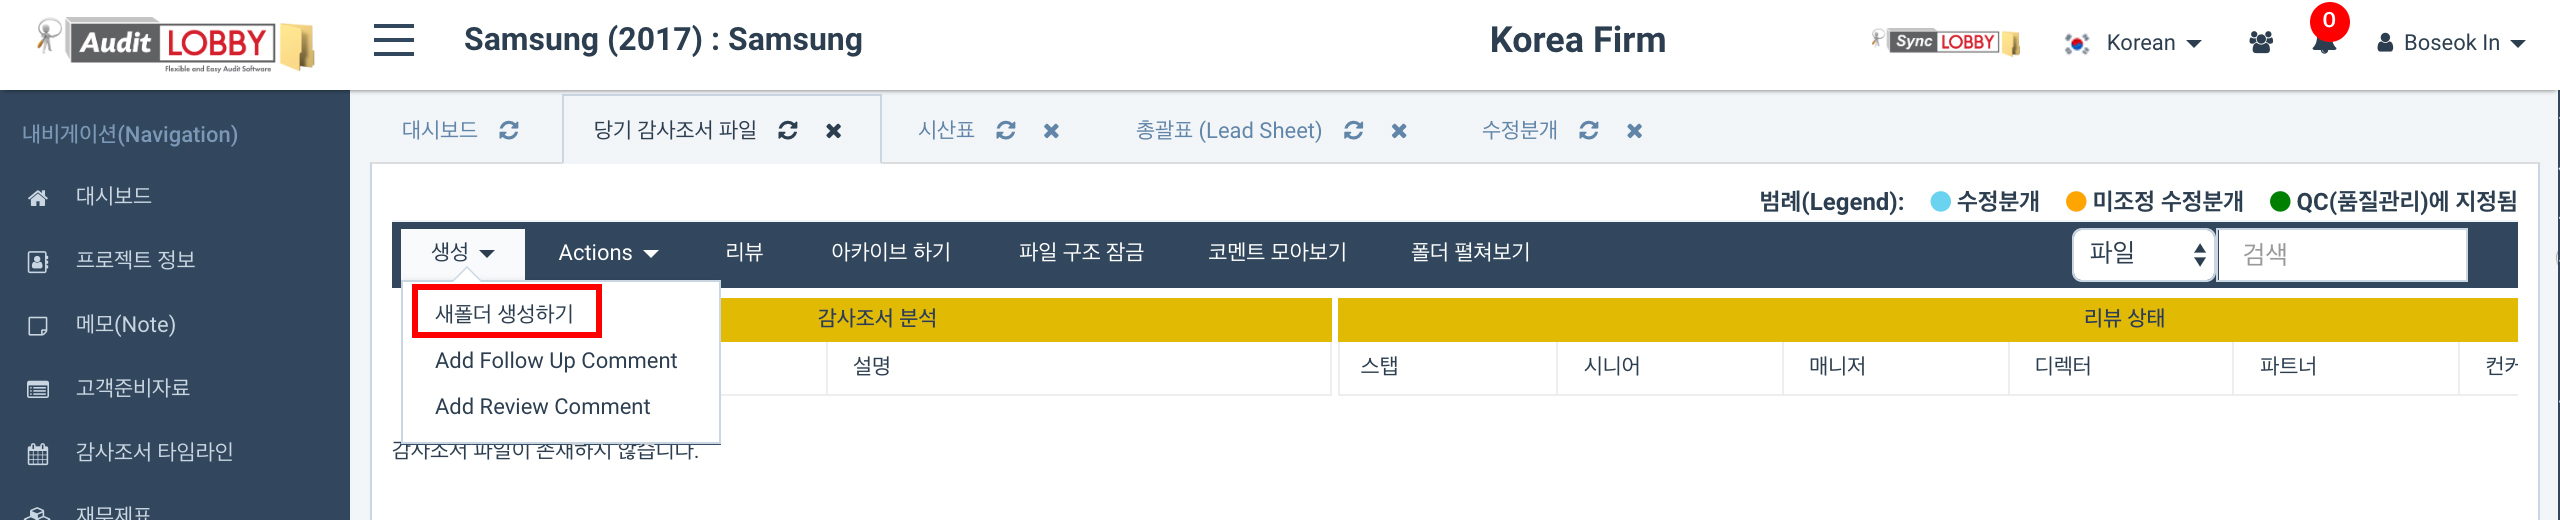 Audit LOBBY
Flexible and Easy Audit Software
Samsung (2017) : Samsung
Korea Firm
Sync LOBBY
Korean
0
Boseok In
내비게이션(Navigation)
대시보드
프로젝트 정보
메모(Note)
고객준비자료
감사조서 타임라인
재무제표
대시보드
당기 감사조서 파일
시산표
총괄표 (Lead Sheet)
수정분개
범례(Legend): 수정분개 미조정 수정분개 QC(품질관리)에 지정됨
생성 Actions 리뷰 아카이브 하기 파일 구조 잠금 코멘트 모아보기 폴더 펼쳐보기 파일 검색
새폴더 생성하기
Add Follow Up Comment
Add Review Comment
감사조서 분석 리뷰 상태
설명 스탭 시니어 매니저 디렉터 파트너
감사조서 파일이 존재하지 않습니다.